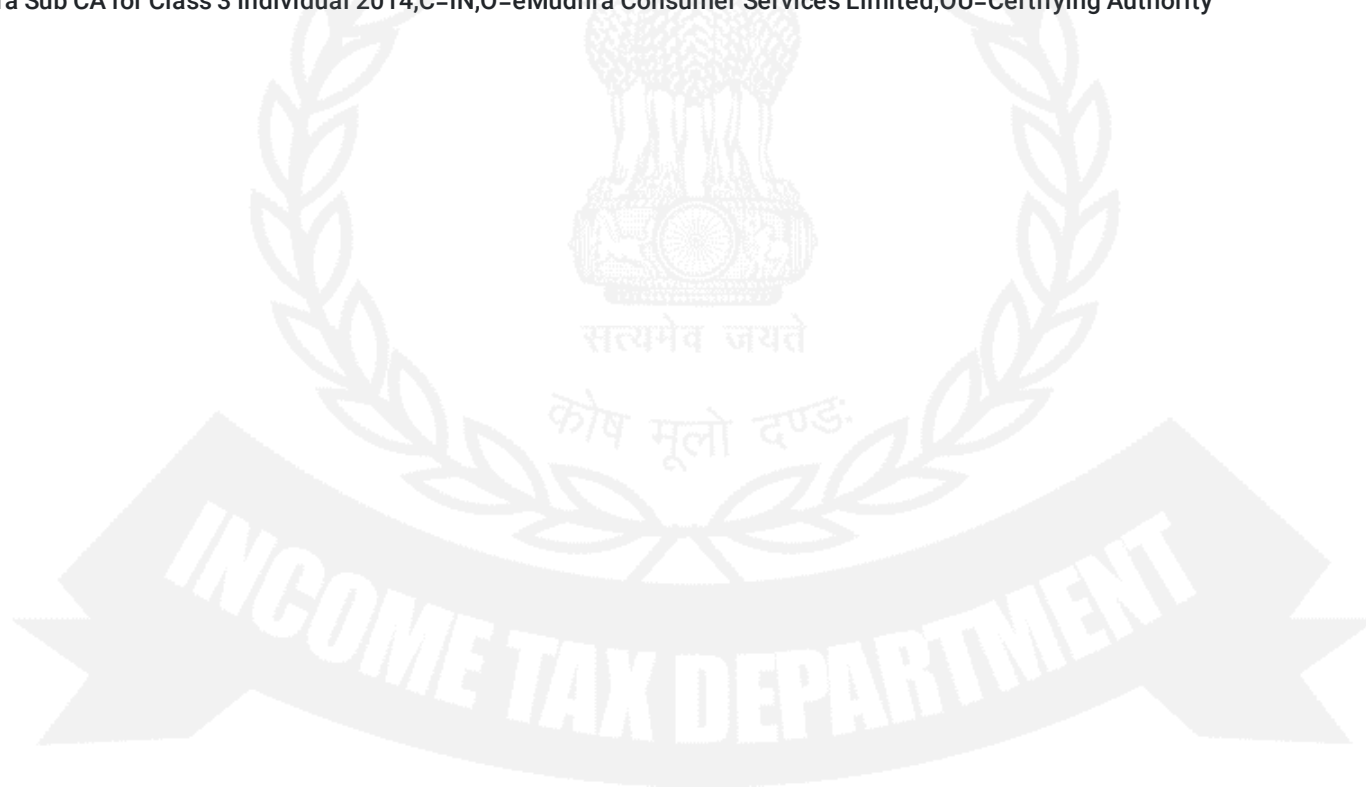 ra Sub CA for Class 3 Individual 2014,C=IN,O=eMudhra Consumer Services Limited,OU=Certifying Authority
सत्यमेव जयते
कोष मूलो दण्डः
INCOME TAX DEPARTMENT